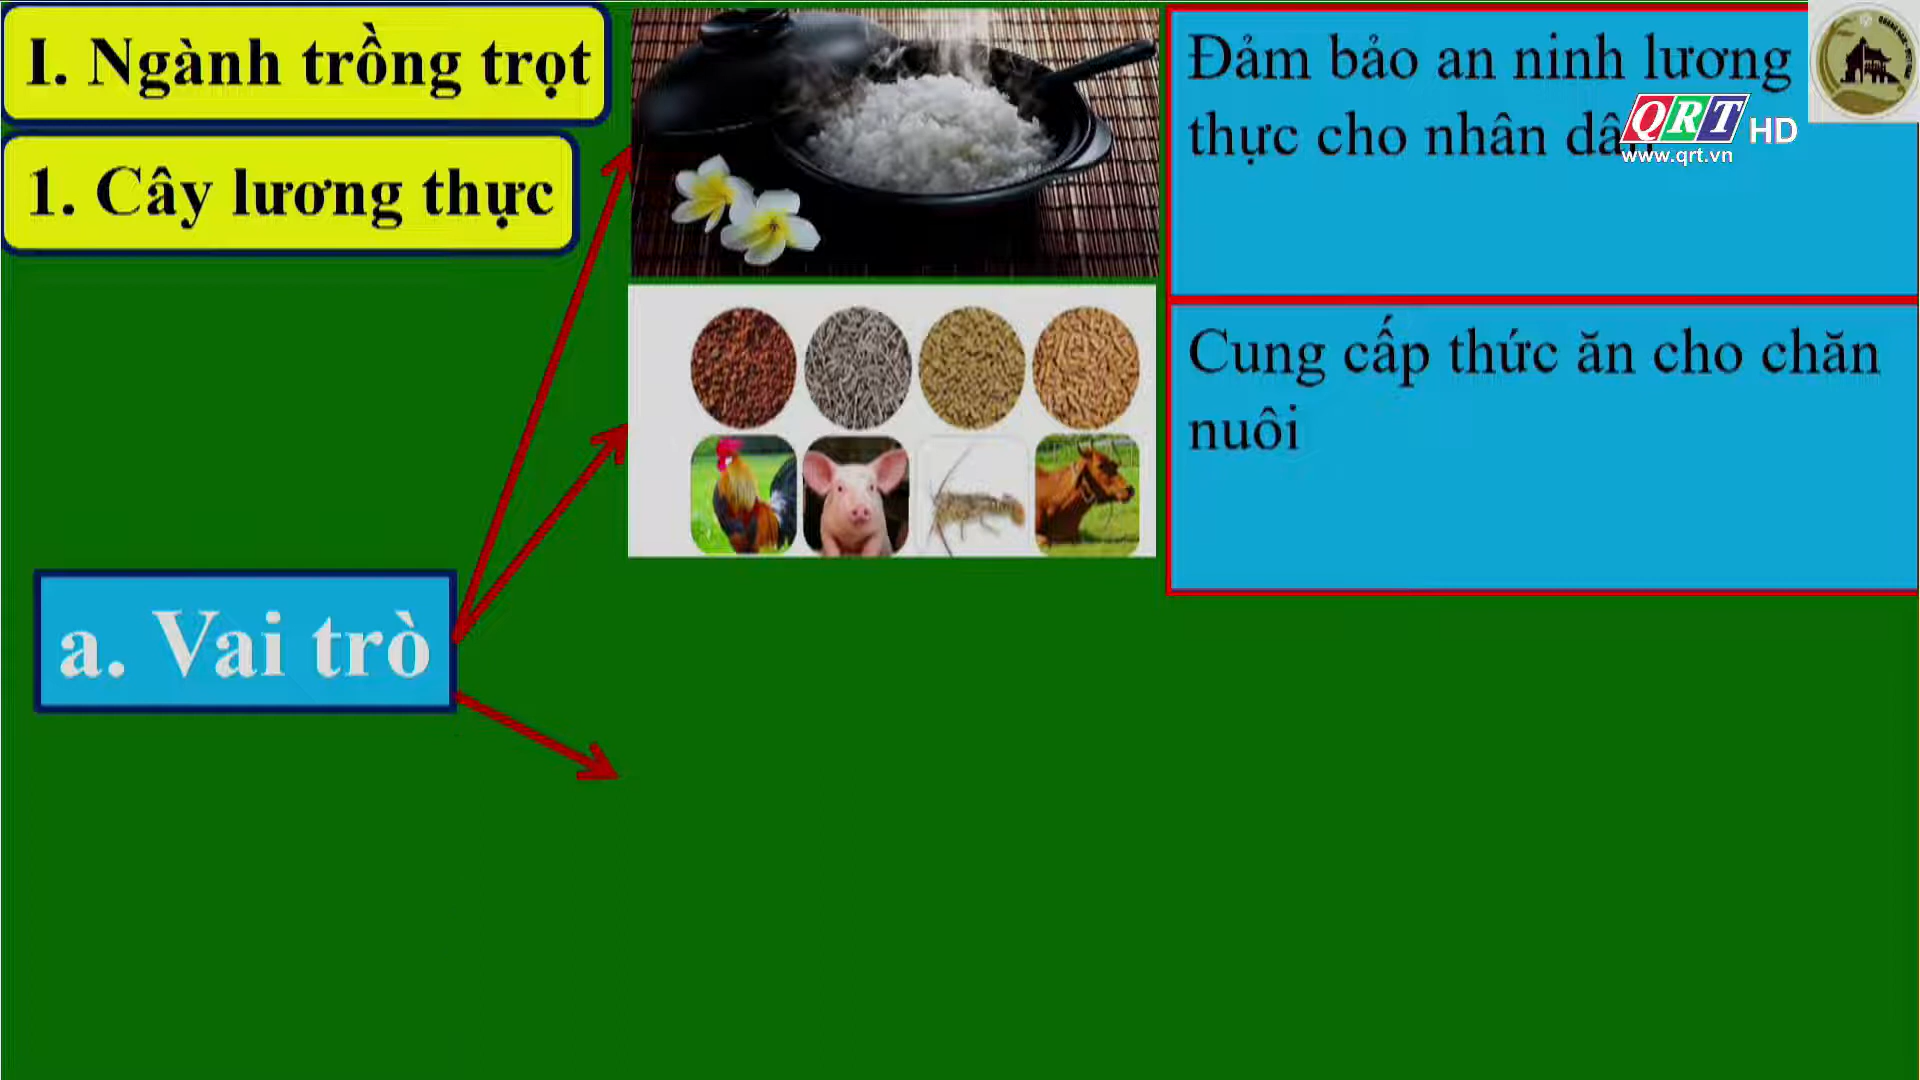 I. Ngành trồng trọt
1. Cây lương thực
a. Vai trò
Đảm bảo an ninh lương
thực cho nhân dân
QRT HD
www.qrt.vn
Cung cấp thức ăn cho chăn
nuôi